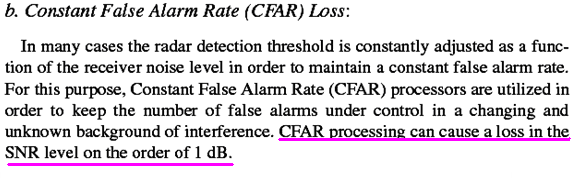 b. Constant False Alarm Rate (CFAR) Loss:
In many cases the radar detection threshold is constantly adjusted as a func-
tion of the receiver noise level in order to maintain a constant false alarm rate.
For this purpose, Constant False Alarm Rate (CFAR) processors are utilized in
order to keep the number of false alarms under control in a changing and
unknown background of interference. CFAR processing can cause a loss in the
SNR level on the order of 1 dB.